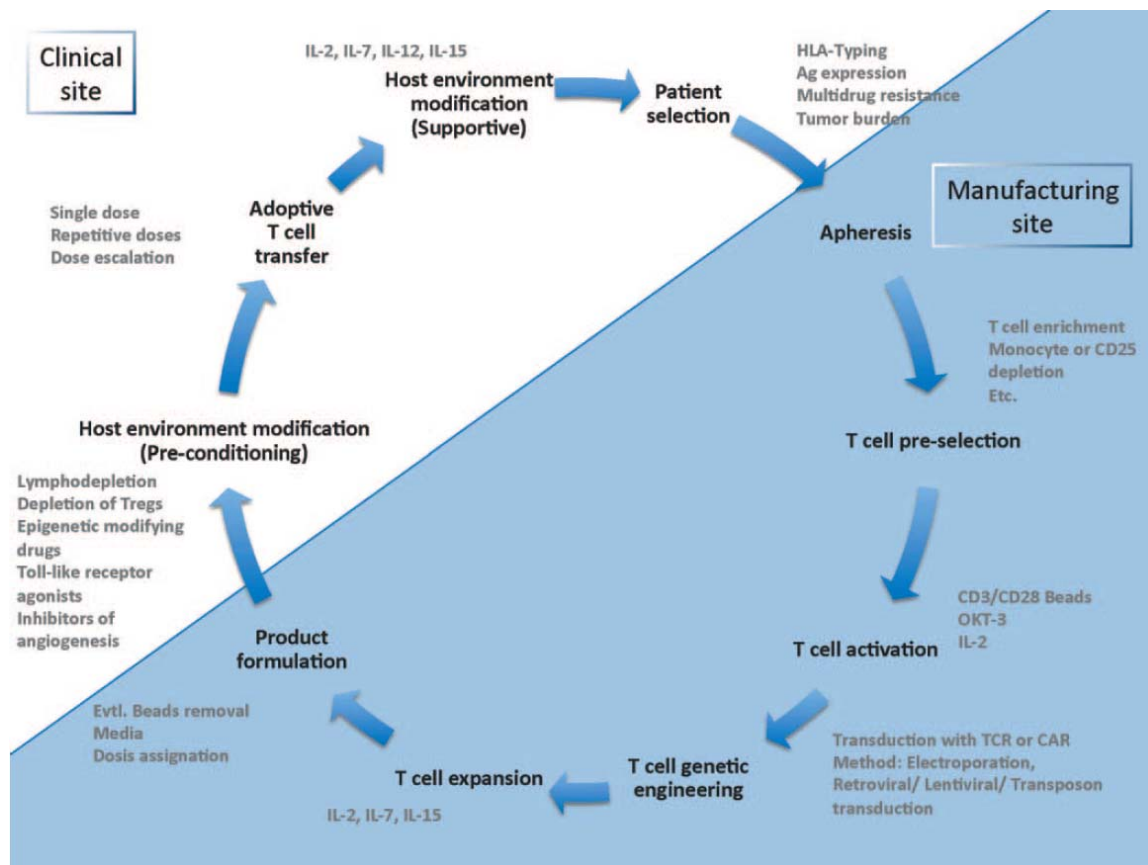 Clinical
site
IL-2, IL-7, IL-12, IL-15
Host environment
modification
(Supportive)
Patient
selection
HLA-Typing
Ag expression
Multidrug resistance
Tumor burden
Manufacturing
site
Apheresis
T cell enrichment
Monocyte or CD25
depletion
Etc.
T cell pre-selection
CD3/CD28 Beads
OKT-3
IL-2
T cell activation
Transduction with TCR or CAR
Method: Electroporation,
Retroviral/ Lentiviral/ Transposon
transduction
T cell genetic
engineering
T cell expansion
IL-2, IL-7, IL-15
Product
formulation
Evtl. Beads removal
Media
Dosis assignation
Host environment modification
(Pre-conditioning)
Lymphodepletion
Depletion of Tregs
Epigenetic modifying
drugs
Toll-like receptor
agonists
Inhibitors of
angiogenesis
Adoptive
T cell
transfer
Single dose
Repetitive doses
Dose escalation